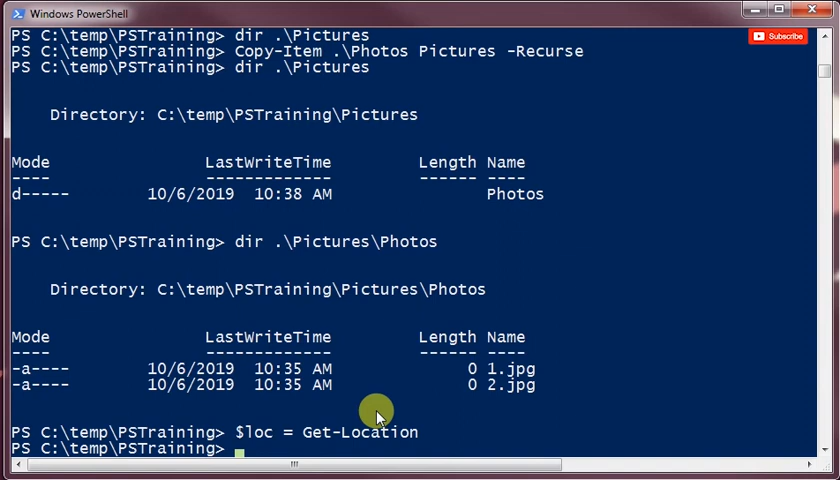 Windows PowerShell
PS C:\temp\PSTraining> dir .\Pictures
Subscribe
PS C:\temp\PSTraining> Copy-Item .\Photos Pictures -Recurse
PS C:\temp\PSTraining> dir .\Pictures
Directory: C:\temp\PSTraining\Pictures
Mode LastWriteTime Length Name
---- ------------- ------ ----
d----- 10/6/2019 10:38 AM Photos
PS C:\temp\PSTraining> dir .\Pictures\Photos
Directory: C:\temp\PSTraining\Pictures\Photos
Mode LastWriteTime Length Name
---- ------------- ------ ----
-a---- 10/6/2019 10:35 AM 0 1.jpg
-a---- 10/6/2019 10:35 AM 0 2.jpg
PS C:\temp\PSTraining> $loc = Get-Location
PS C:\temp\PSTraining>